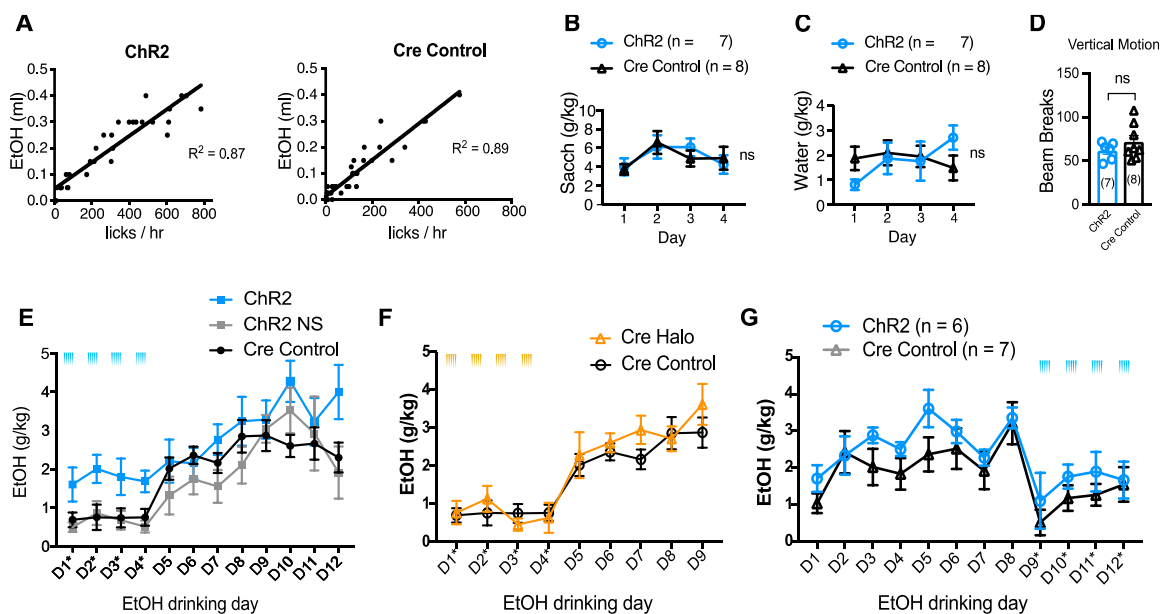 A
ChR2
EtOH (ml)
0.5
0.4
0.3
0.2
0.1
0.0
R² = 0.87
0
200
400
600
800
licks / hr
Cre Control
EtOH (ml)
0.5
0.4
0.3
0.2
0.1
0.0
R² = 0.89
0
200
400
600
800
licks / hr
B
ChR2 (n = 7)
Cre Control (n = 8)
Sacch (g/kg)
10
8
6
4
2
0
ns
1
2
3
4
Day
C
ChR2 (n = 7)
Cre Control (n = 8)
Water (g/kg)
4
3
2
1
0
ns
1
2
3
4
Day
D
Vertical Motion
ns
Beam Breaks
150
100
50
0
(7)
(8)
ChR2
Cre Control
E
ChR2
ChR2 NS
Cre Control
EtOH (g/kg)
5
4
3
2
1
0
D1*
D2*
D3*
D4*
D5
D6
D7
D8
D9
D10
D11
D12
EtOH drinking day
F
Cre Halo
Cre Control
EtOH (g/kg)
5
4
3
2
1
0
D1*
D2*
D3*
D4*
D5
D6
D7
D8
D9
EtOH drinking day
G
ChR2 (n = 6)
Cre Control (n = 7)
EtOH (g/kg)
5
4
3
2
1
0
D1
D2
D3
D4
D5
D6
D7
D8
D9*
D10*
D11*
D12*
EtOH drinking day